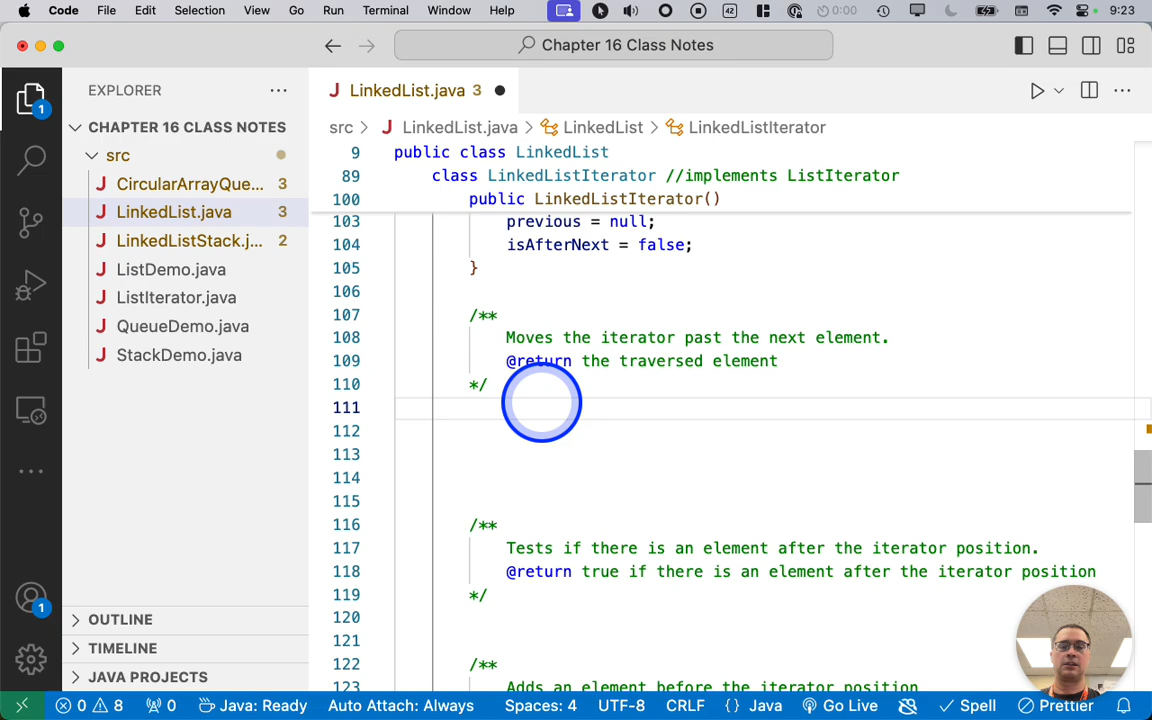 Code File Edit Selection View Go Run Terminal Window Help 42 0:00 9:23
Chapter 16 Class Notes
EXPLORER
LinkedList.java 3
CHAPTER 16 CLASS NOTES
src
CircularArrayQue... 3
LinkedList.java 3
LinkedListStack.j... 2
ListDemo.java
ListIterator.java
QueueDemo.java
StackDemo.java
OUTLINE
TIMELINE
JAVA PROJECTS
1
1
src > LinkedList.java > LinkedList > LinkedListIterator
9 public class LinkedList
89 class LinkedListIterator //implements ListIterator
100 public LinkedListIterator()
103 previous = null;
104 isAfterNext = false;
105 }
106
107 /**
108 Moves the iterator past the next element.
109 @return the traversed element
110 */
111
112
113
114
115
116 /**
117 Tests if there is an element after the iterator position.
118 @return true if there is an element after the iterator position
119 */
120
121
122 /**
123 Adds an element before the iterator position
0 8 0 Java: Ready Auto Attach: Always Spaces: 4 UTF-8 CRLF {} Java Go Live Spell Prettier